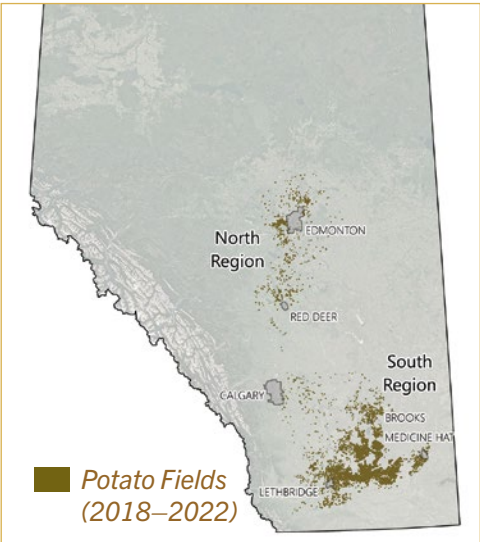 North
Region
EDMONTON
RED DEER
South
Region
CALGARY
BROOKS
MEDICINE HAT
LETHBRIDGE
Potato Fields
(2018–2022)